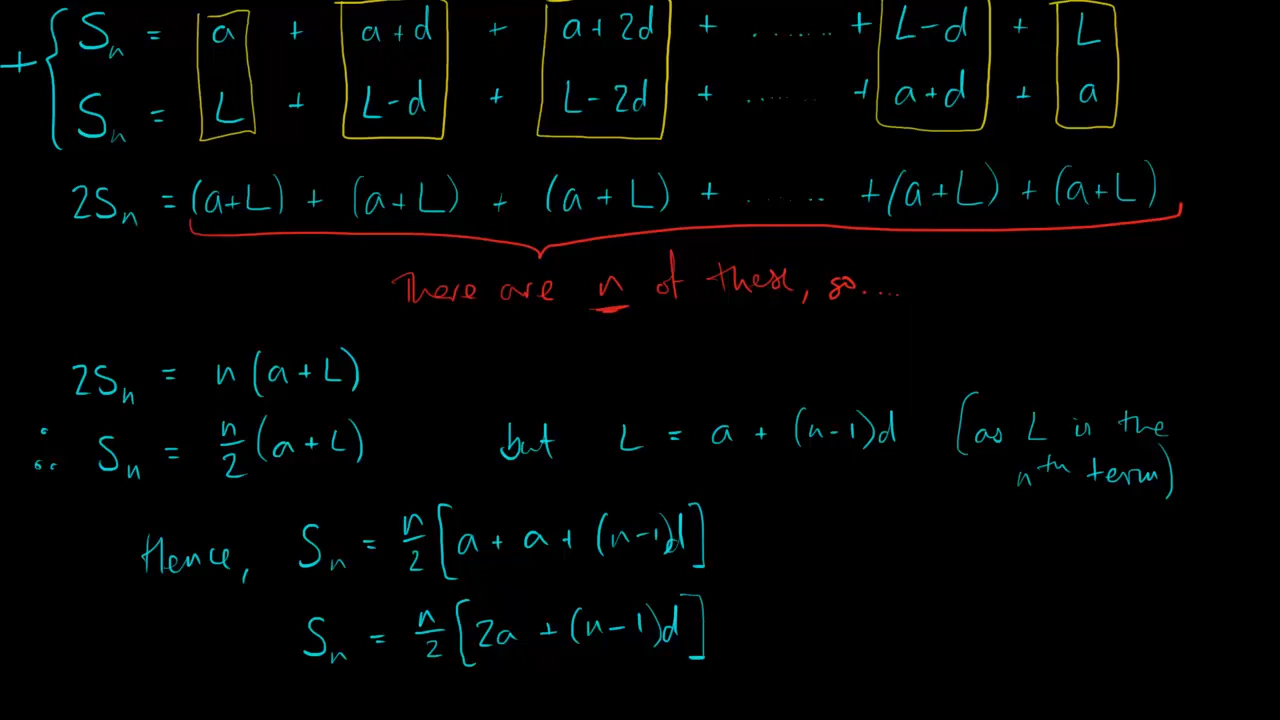 + { Sₙ = a + a+d + a+2d + ........ + L-d + L
Sₙ = L + L-d + L-2d + ........ + a+d + a
2Sₙ = (a+L) + (a+L) + (a+L) + ........ + (a+L) + (a+L)
There are n of these, so....
2Sₙ = n(a+L)
∴ Sₙ = n/2 (a+L) but L = a + (n-1)d (as L is the
nᵗʰ term)
Hence, Sₙ = n/2 [a + a + (n-1)d]
Sₙ = n/2 [2a + (n-1)d]